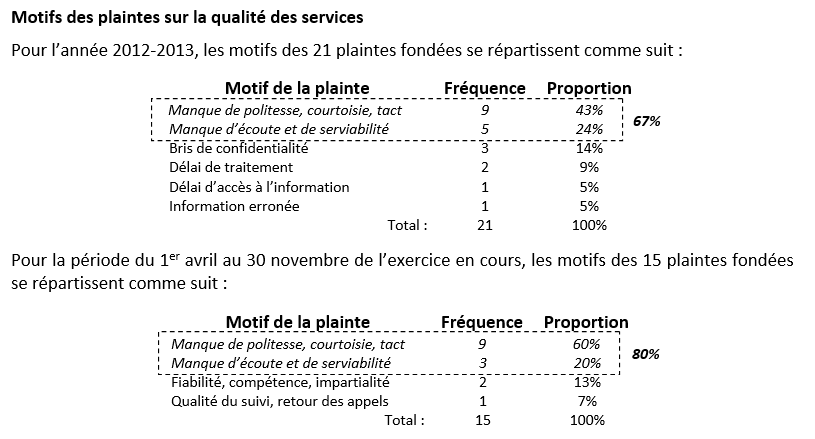 Motifs des plaintes sur la qualité des services
Pour l’année 2012-2013, les motifs des 21 plaintes fondées se répartissent comme suit :
Motif de la plainte Fréquence Proportion
Manque de politesse, courtoisie, tact 9 43%
67%
Manque d’écoute et de serviabilité 5 24%
Bris de confidentialité 3 14%
Délai de traitement 2 9%
Délai d’accès à l’information 1 5%
Information erronée 1 5%
Total : 21 100%
Pour la période du 1er avril au 30 novembre de l’exercice en cours, les motifs des 15 plaintes fondées
se répartissent comme suit :
Motif de la plainte Fréquence Proportion
Manque de politesse, courtoisie, tact 9 60%
80%
Manque d’écoute et de serviabilité 3 20%
Fiabilité, compétence, impartialité 2 13%
Qualité du suivi, retour des appels 1 7%
Total : 15 100%